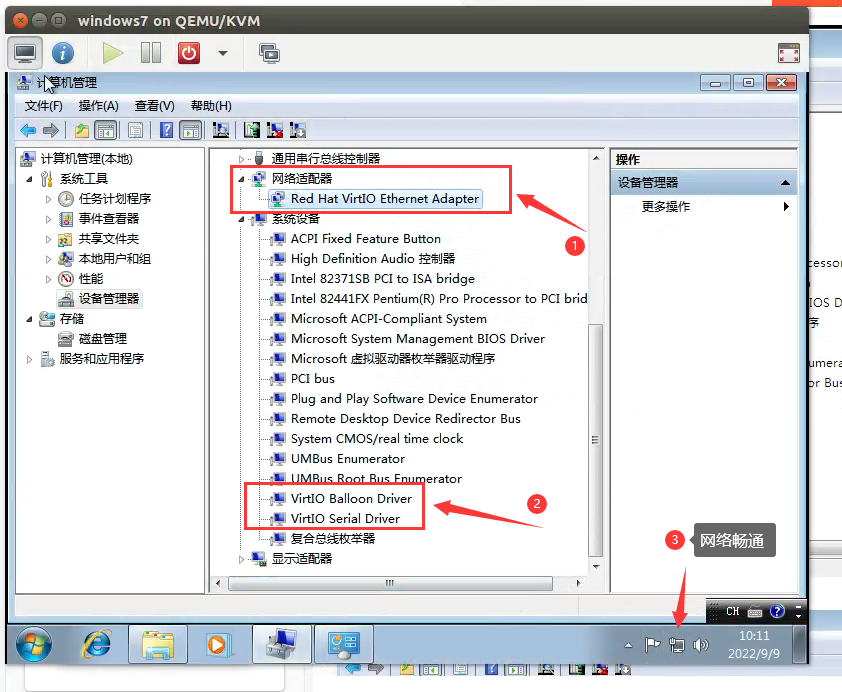 windows7 on QEMU/KVM
计算机管理
文件(F) 操作(A) 查看(V) 帮助(H)
计算机管理(本地)
系统工具
任务计划程序
事件查看器
共享文件夹
本地用户和组
性能
设备管理器
存储
磁盘管理
服务和应用程序
通用串行总线控制器
网络适配器
Red Hat VirtIO Ethernet Adapter
系统设备
ACPI Fixed Feature Button
High Definition Audio 控制器
Intel 82371SB PCI to ISA bridge
Intel 82441FX Pentium(R) Pro Processor to PCI brid
Microsoft ACPI-Compliant System
Microsoft System Management BIOS Driver
Microsoft 虚拟驱动器枚举器驱动程序
PCI bus
Plug and Play Software Device Enumerator
Remote Desktop Device Redirector Bus
System CMOS/real time clock
UMBus Enumerator
UMBus Root Bus Enumerator
VirtIO Balloon Driver
VirtIO Serial Driver
复合总线枚举器
显示适配器
操作
设备管理器
更多操作
1
2
3
网络畅通
CH
10:11
2022/9/9
cessor
IOS D
序
umera
or Bus